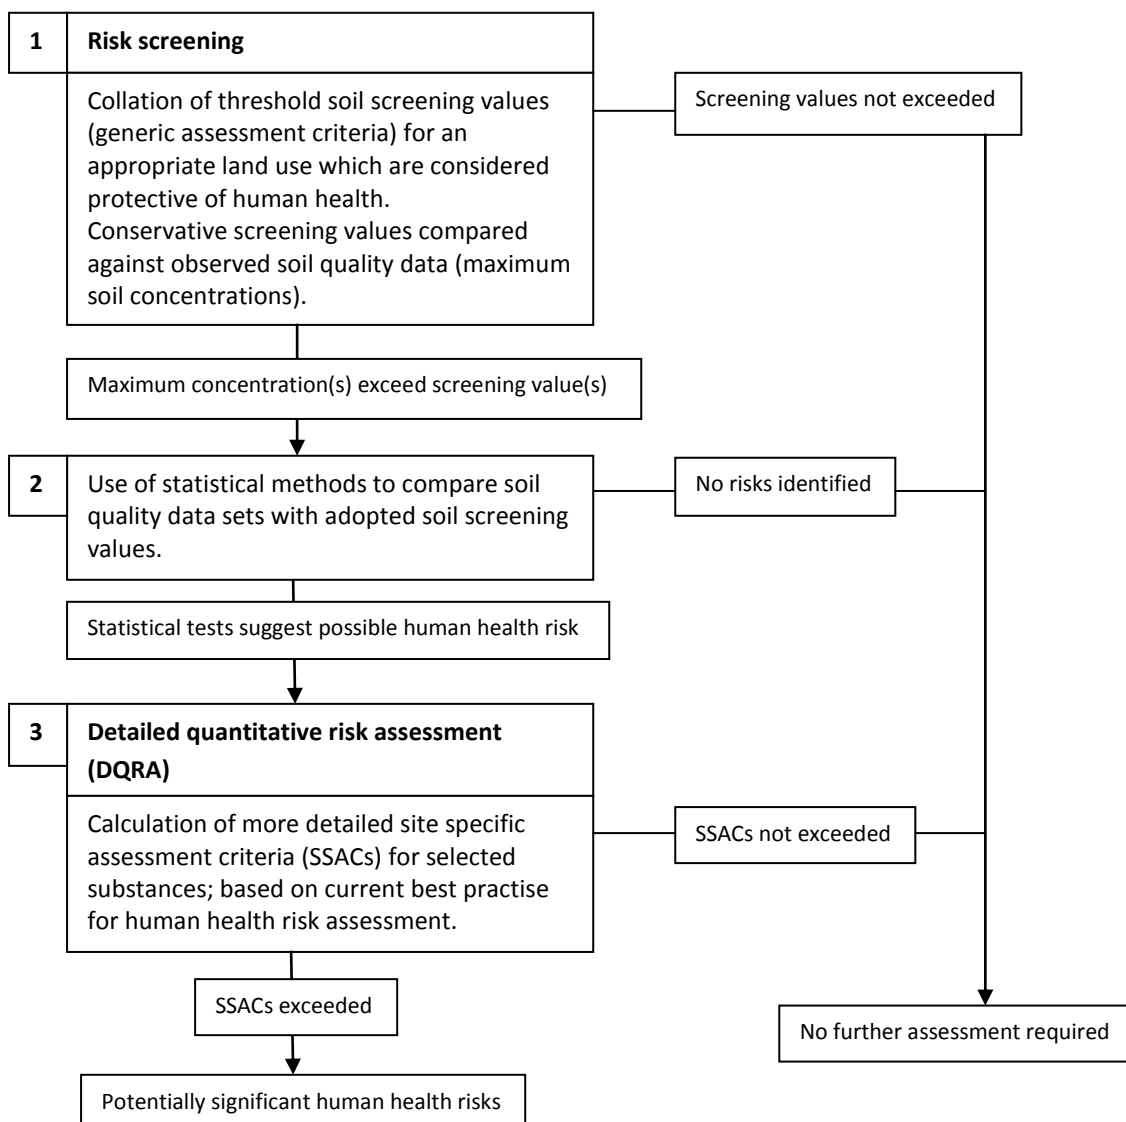 1
Risk screening
Collation of threshold soil screening values
(generic assessment criteria) for an
appropriate land use which are considered
protective of human health.
Conservative screening values compared
against observed soil quality data (maximum
soil concentrations).
Screening values not exceeded
Maximum concentration(s) exceed screening value(s)
2
Use of statistical methods to compare soil
quality data sets with adopted soil screening
values.
No risks identified
Statistical tests suggest possible human health risk
3
Detailed quantitative risk assessment
(DQRA)
Calculation of more detailed site specific
assessment criteria (SSACs) for selected
substances; based on current best practise
for human health risk assessment.
SSACs not exceeded
SSACs exceeded
No further assessment required
Potentially significant human health risks